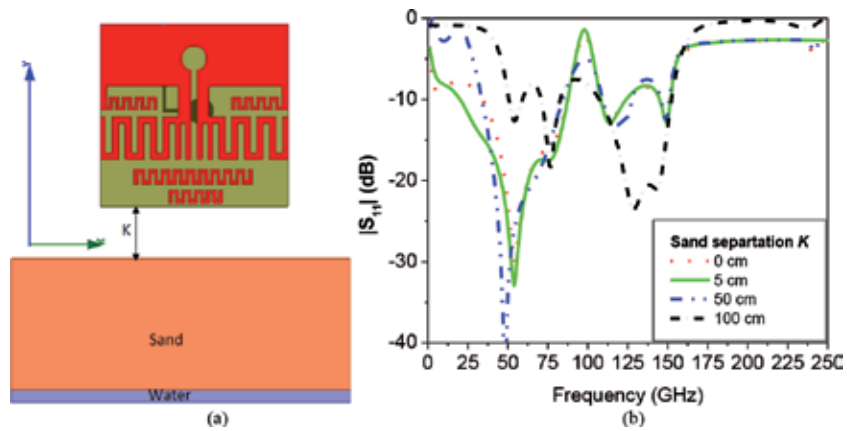 K
Sand
Water
(a)
|S11| (dB)
0
-10
-20
-30
-40
0 25 50 75 100 125 150 175 200 225 250
Frequency (GHz)
Sand separtation K
0 cm
5 cm
50 cm
100 cm
(b)